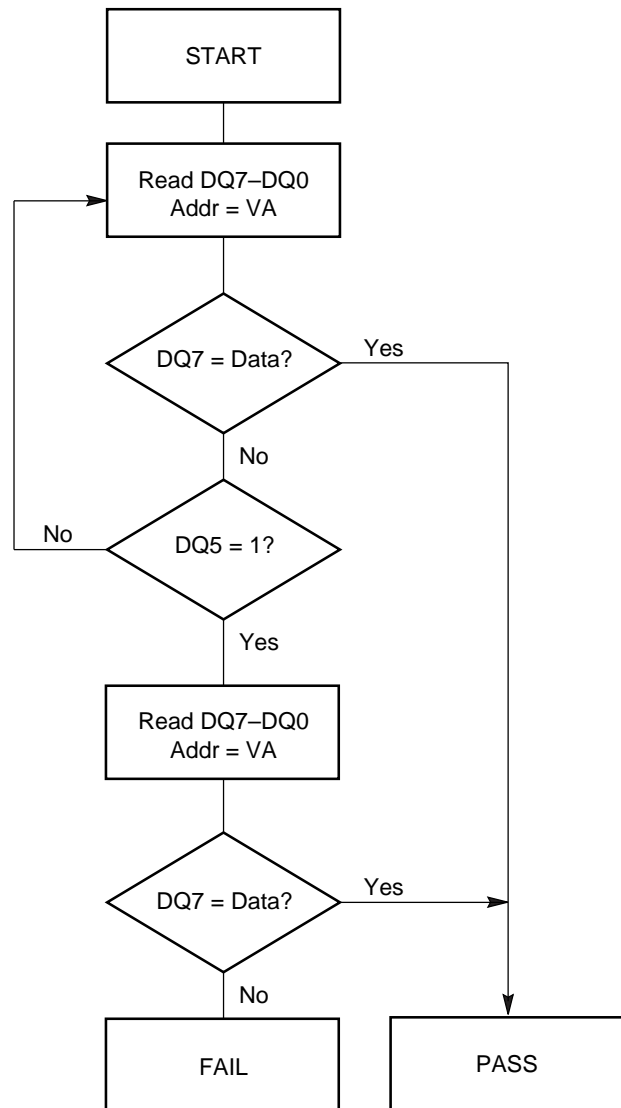 START
Read DQ7–DQ0
Addr = VA
DQ7 = Data?
Yes
No
No
DQ5 = 1?
Yes
Read DQ7–DQ0
Addr = VA
DQ7 = Data?
Yes
No
FAIL
PASS